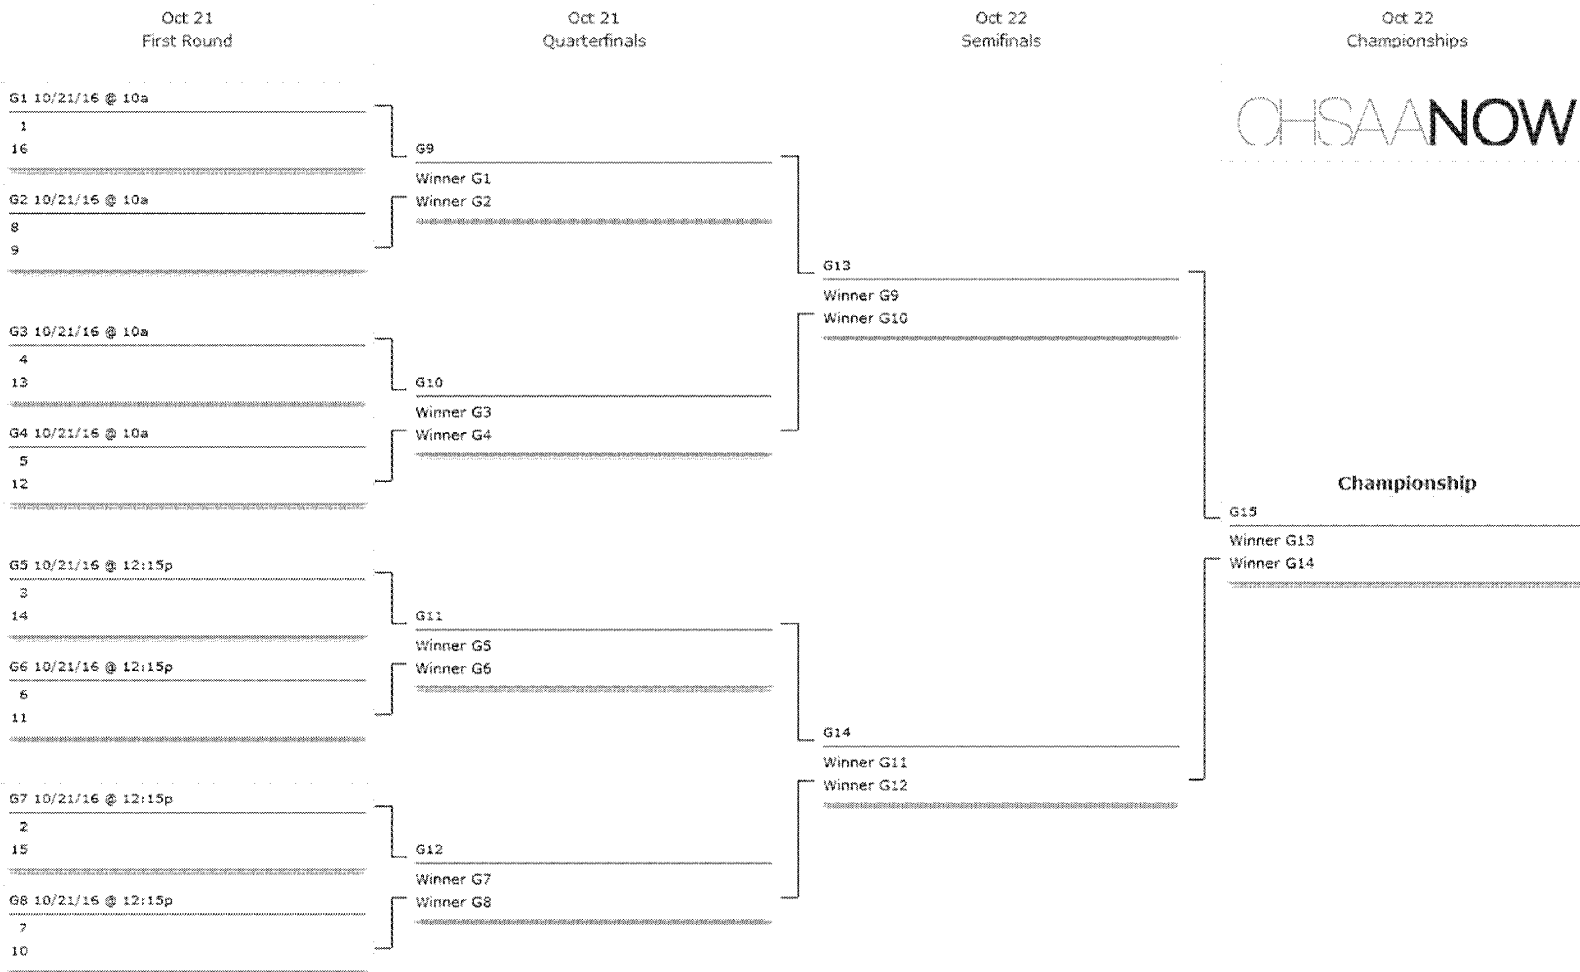 Oct 21
First Round
Oct 21
Quarterfinals
Oct 22
Semifinals
Oct 22
Championships
CHSAANOW
G1 10/21/16 @ 10a
1
16
G2 10/21/16 @ 10a
8
9
G3 10/21/16 @ 10a
4
13
G4 10/21/16 @ 10a
5
12
G5 10/21/16 @ 12:15p
3
14
G6 10/21/16 @ 12:15p
6
11
G7 10/21/16 @ 12:15p
2
15
G8 10/21/16 @ 12:15p
7
10
G9
Winner G1
Winner G2
G10
Winner G3
Winner G4
G11
Winner G5
Winner G6
G12
Winner G7
Winner G8
G13
Winner G9
Winner G10
G14
Winner G11
Winner G12
Championship
G15
Winner G13
Winner G14